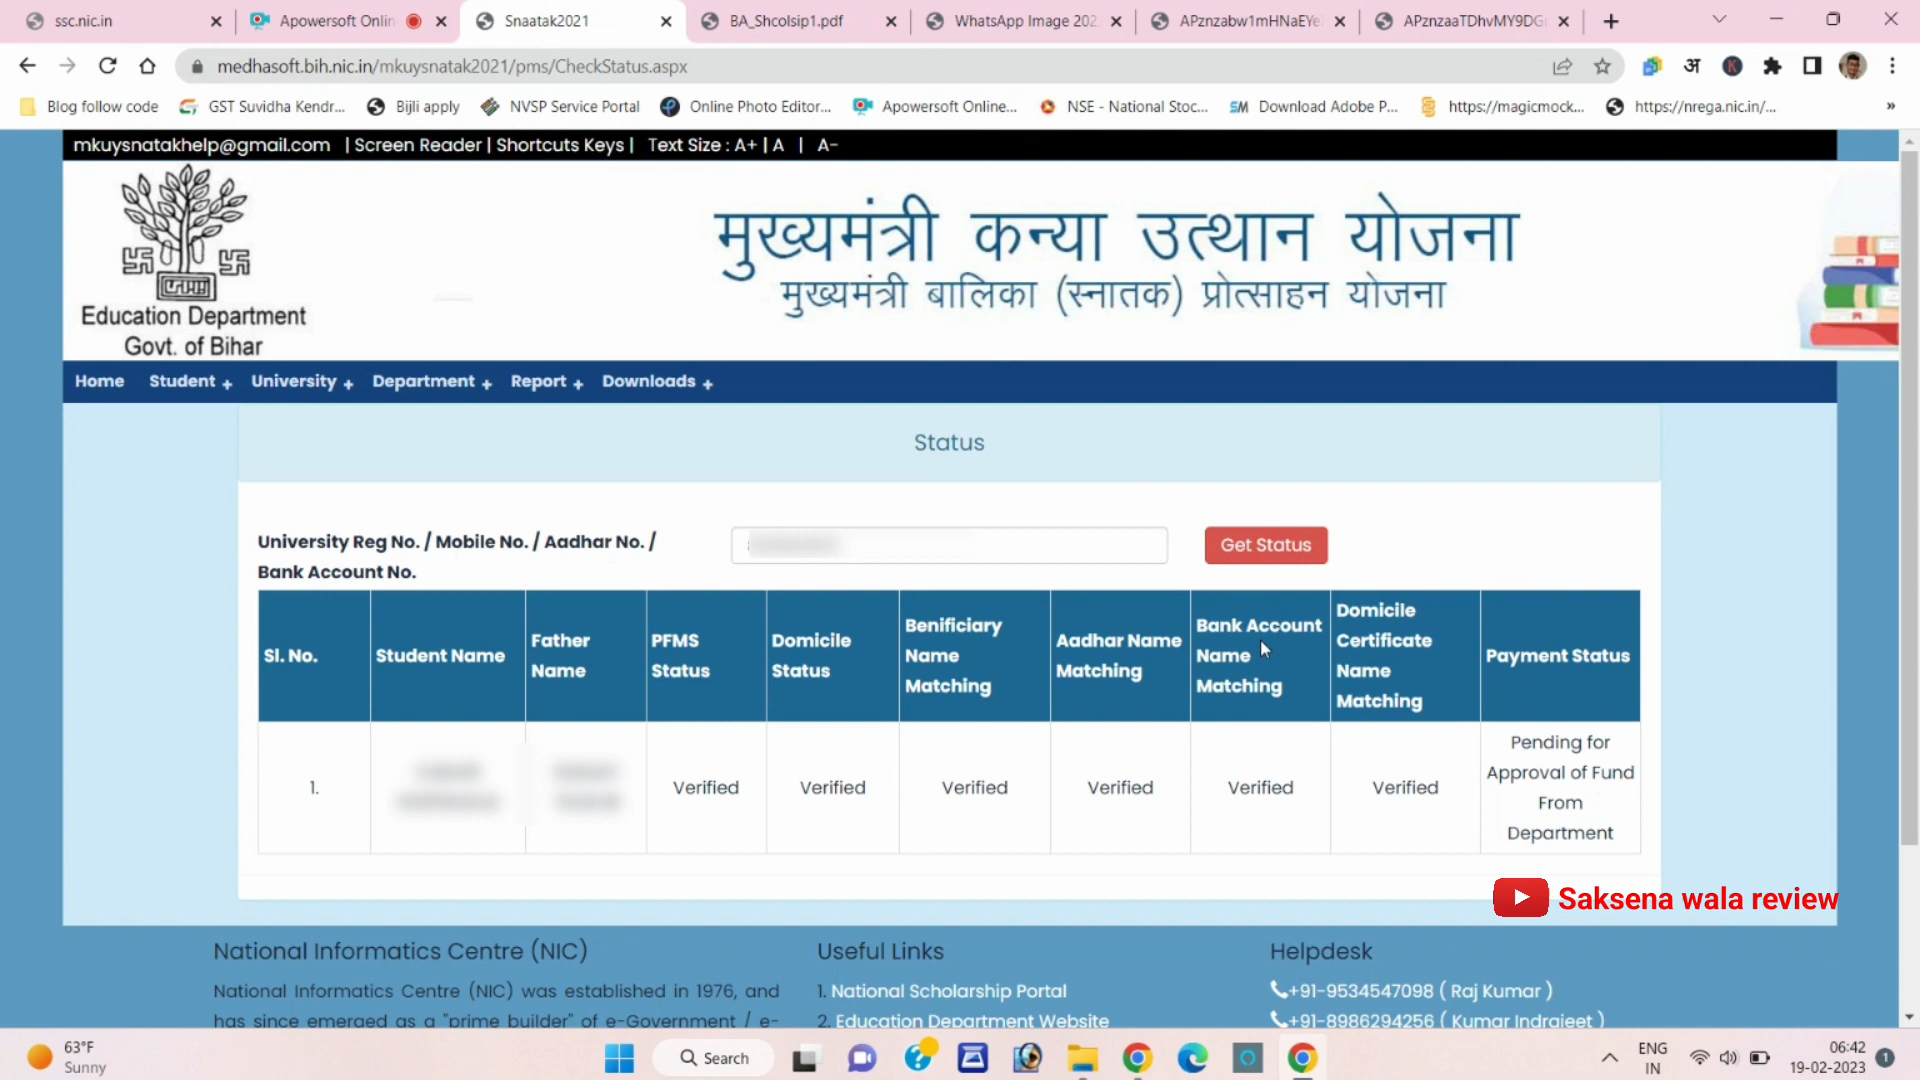 ssc.nic.in
Apowersoft Onlin
Snaatak2021
BA_Shcolsip1.pdf
WhatsApp Image 202
APznzabw1mHNaEYe
APznzaaTDhvMY9DG
medhasoft.bih.nic.in/mkuysnatak2021/pms/CheckStatus.aspx
अ
K
Blog follow code
GST Suvidha Kendr...
Bijli apply
NVSP Service Portal
Online Photo Editor...
Apowersoft Online...
NSE - National Stoc...
SM Download Adobe P...
https://magicmock...
https://nrega.nic.in/...
»
mkuysnatakhelp@gmail.com | Screen Reader | Shortcuts Keys | Text Size : A+ | A | A-
मुख्यमंत्री कन्या उत्थान योजना
मुख्यमंत्री बालिका (स्नातक) प्रोत्साहन योजना
Education Department
Govt. of Bihar
Home Student + University + Department + Report + Downloads +
Status
University Reg No. / Mobile No. / Aadhar No. /
Bank Account No.
Get Status
Sl. No.
Student Name
Father
Name
PFMS
Status
Domicile
Status
Benificiary
Name
Matching
Aadhar Name
Matching
Bank Account
Name
Matching
Domicile
Certificate
Name
Matching
Payment Status
1.
Verified
Verified
Verified
Verified
Verified
Verified
Pending for
Approval of Fund
From
Department
Saksena wala review
National Informatics Centre (NIC)
National Informatics Centre (NIC) was established in 1976, and
has since emerged as a "prime builder" of e-Government / e-
Useful Links
1. National Scholarship Portal
2. Education Department Website
Helpdesk
+91-9534547098 ( Raj Kumar )
+91-8986294256 ( Kumar Indrajeet )
63°F
Sunny
Search
ENG
IN
06:42
19-02-2023
1